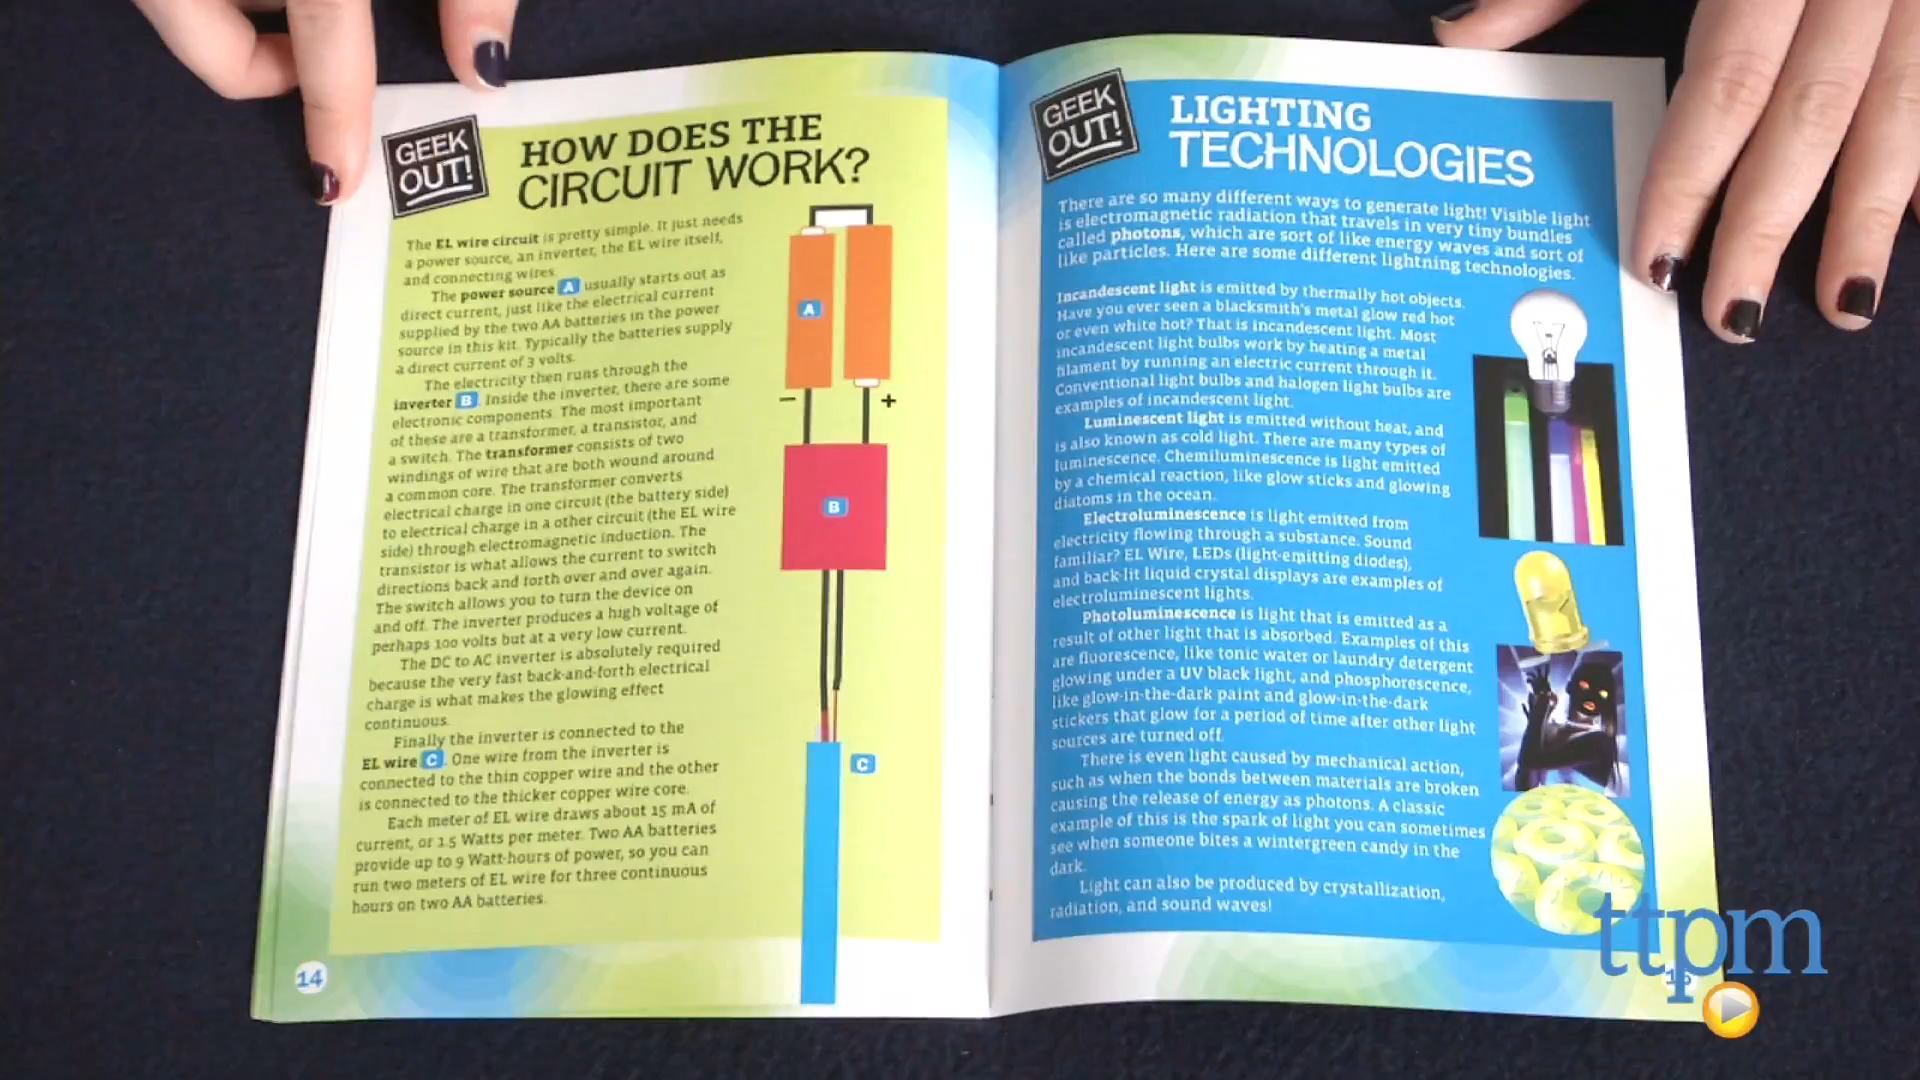 GEEK
OUT!
HOW DOES THE
CIRCUIT WORK?
The EL wire circuit is pretty simple. It just needs
a power source, an inverter, the EL wire itself,
and connecting wires.
The power source A usually starts out as
direct current, just like the electrical current
supplied by the two AA batteries in the power
source in this kit. Typically the batteries supply
a direct current of 3 volts.
The electricity then runs through the
inverter B. Inside the inverter, there are some
electronic components. The most important
of these are a transformer, a transistor, and
a switch. The transformer consists of two
windings of wire that are both wound around
a common core. The transformer converts
electrical charge in one circuit (the battery side)
to electrical charge in a other circuit (the EL wire
side) through electromagnetic induction. The
transistor is what allows the current to switch
directions back and forth over and over again.
The switch allows you to turn the device on
and off. The inverter produces a high voltage of
perhaps 100 volts but at a very low current.
The DC to AC inverter is absolutely required
because the very fast back-and-forth electrical
charge is what makes the glowing effect
continuous.
Finally the inverter is connected to the
EL wire C. One wire from the inverter is
connected to the thin copper wire and the other
is connected to the thicker copper wire core.
Each meter of EL wire draws about 15 mA of
current, or 1.5 Watts per meter. Two AA batteries
provide up to 9 Watt-hours of power, so you can
run two meters of EL wire for three continuous
hours on two AA batteries.
A
− +
B
C
14
GEEK
OUT!
LIGHTING
TECHNOLOGIES
There are so many different ways to generate light! Visible light
is electromagnetic radiation that travels in very tiny bundles
called photons, which are sort of like energy waves and sort of
like particles. Here are some different lightning technologies.
Incandescent light is emitted by thermally hot objects.
Have you ever seen a blacksmith's metal glow red hot
or even white hot? That is incandescent light. Most
incandescent light bulbs work by heating a metal
filament by running an electric current through it.
Conventional light bulbs and halogen light bulbs are
examples of incandescent light.
Luminescent light is emitted without heat, and
is also known as cold light. There are many types of
luminescence. Chemiluminescence is light emitted
by a chemical reaction, like glow sticks and glowing
diatoms in the ocean.
Electroluminescence is light emitted from
electricity flowing through a substance. Sound
familiar? EL Wire, LEDs (light-emitting diodes),
and back-lit liquid crystal displays are examples of
electroluminescent lights.
Photoluminescence is light that is emitted as a
result of other light that is absorbed. Examples of this
are fluorescence, like tonic water or laundry detergent
glowing under a UV black light, and phosphorescence,
like glow-in-the-dark paint and glow-in-the-dark
stickers that glow for a period of time after other light
sources are turned off.
There is even light caused by mechanical action,
such as when the bonds between materials are broken
causing the release of energy as photons. A classic
example of this is the spark of light you can sometimes
see when someone bites a wintergreen candy in the
dark.
Light can also be produced by crystallization,
radiation, and sound waves!
ttpm